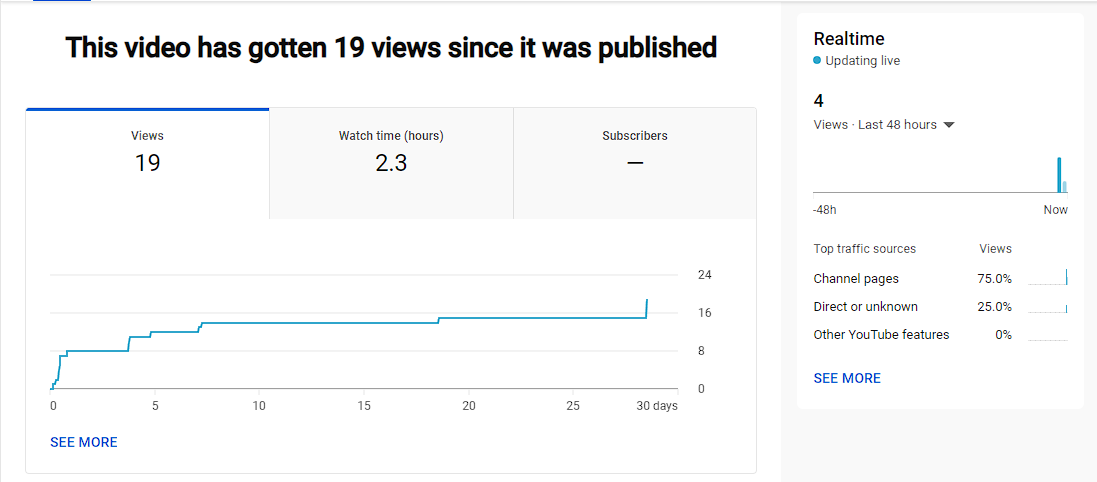 This video has gotten 19 views since it was published
Views
19
Watch time (hours)
2.3
Subscribers
—
24
16
8
0
0 5 10 15 20 25 30 days
SEE MORE
Realtime
Updating live
4
Views · Last 48 hours
-48h Now
Top traffic sources Views
Channel pages 75.0%
Direct or unknown 25.0%
Other YouTube features 0%
SEE MORE